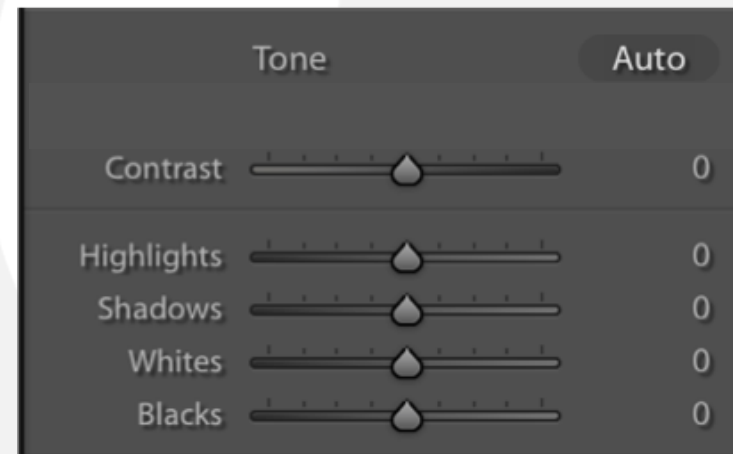 Tone Auto
Contrast 0
Highlights 0
Shadows 0
Whites 0
Blacks 0